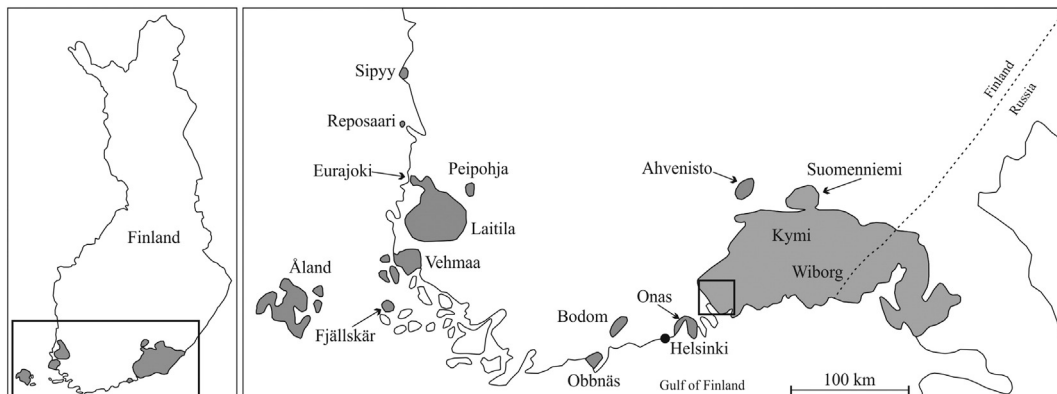 Finland
Sipyy
Reposaari
Eurajoki
Peipohja
Laitila
Vehmaa
Åland
Fjällskär
Ahvenisto
Suomenniemi
Kymi
Wiborg
Finland
Russia
Onas
Bodom
Helsinki
Obbnäs
Gulf of Finland
100 km